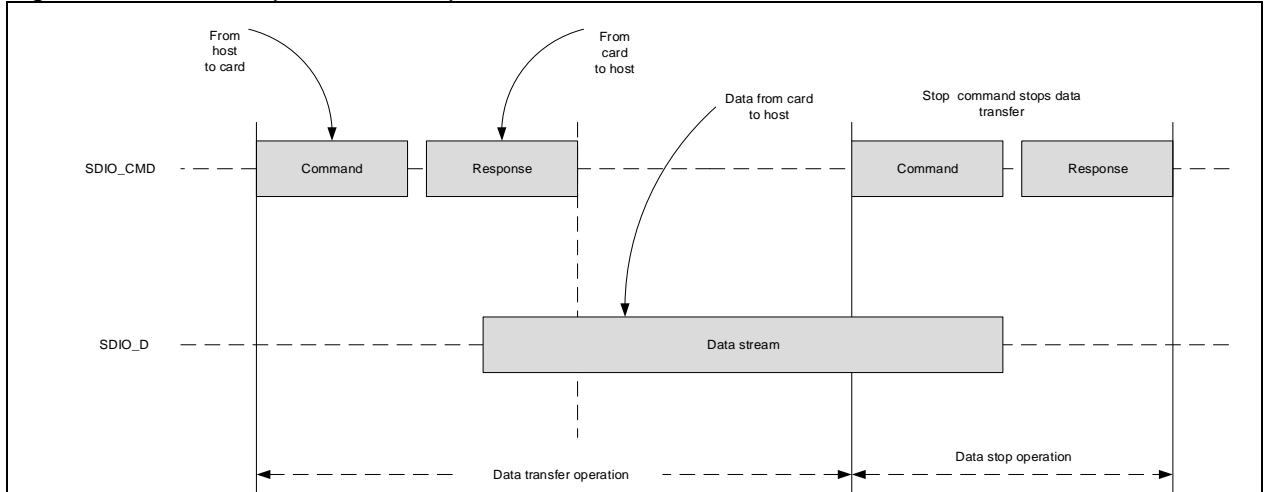 From
host
to card
From
card
to host
Data from card
to host
Stop command stops data
transfer
SDIO_CMD
Command
Response
Command
Response
SDIO_D
Data stream
Data transfer operation
Data stop operation